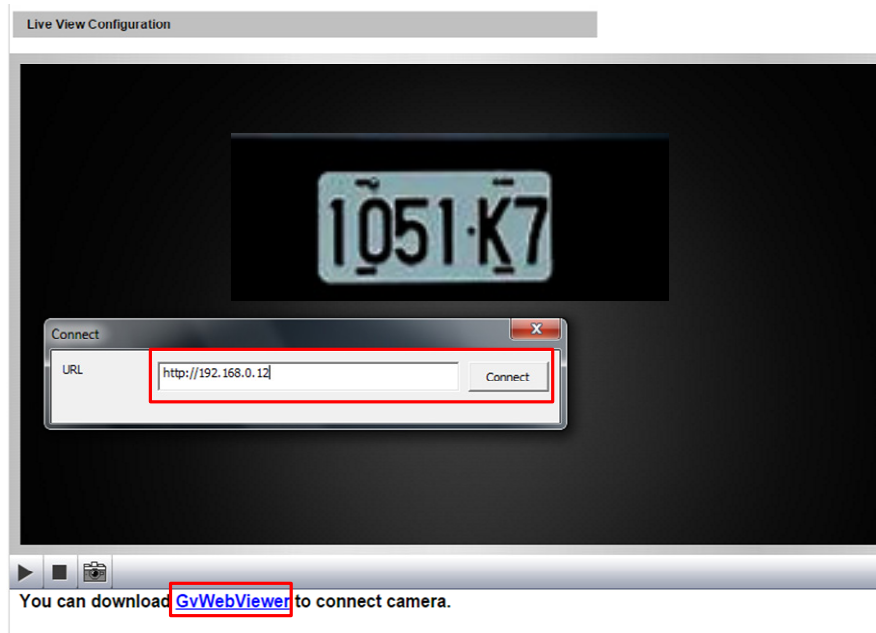 Live View Configuration
1051·K7
Connect
URL
http://192.168.0.12
Connect
You can download GvWebViewer to connect camera.